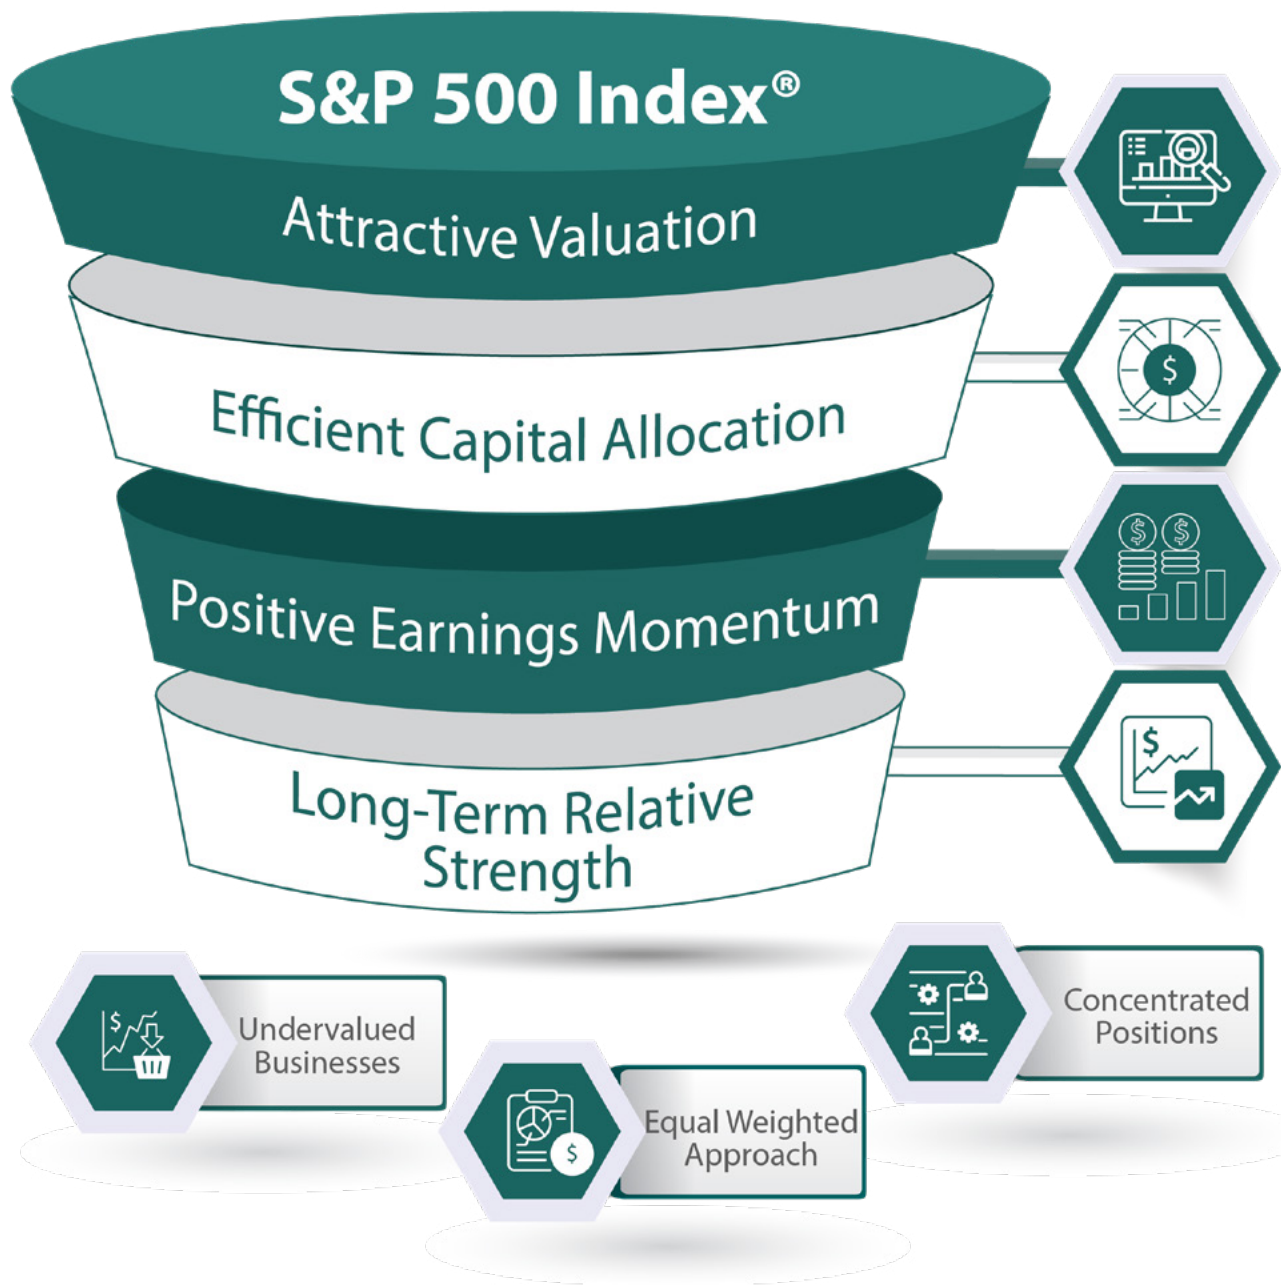 S&P 500 Index®
Attractive Valuation
Efficient Capital Allocation
Positive Earnings Momentum
Long-Term Relative
Strength
Undervalued
Businesses
Equal Weighted
Approach
Concentrated
Positions